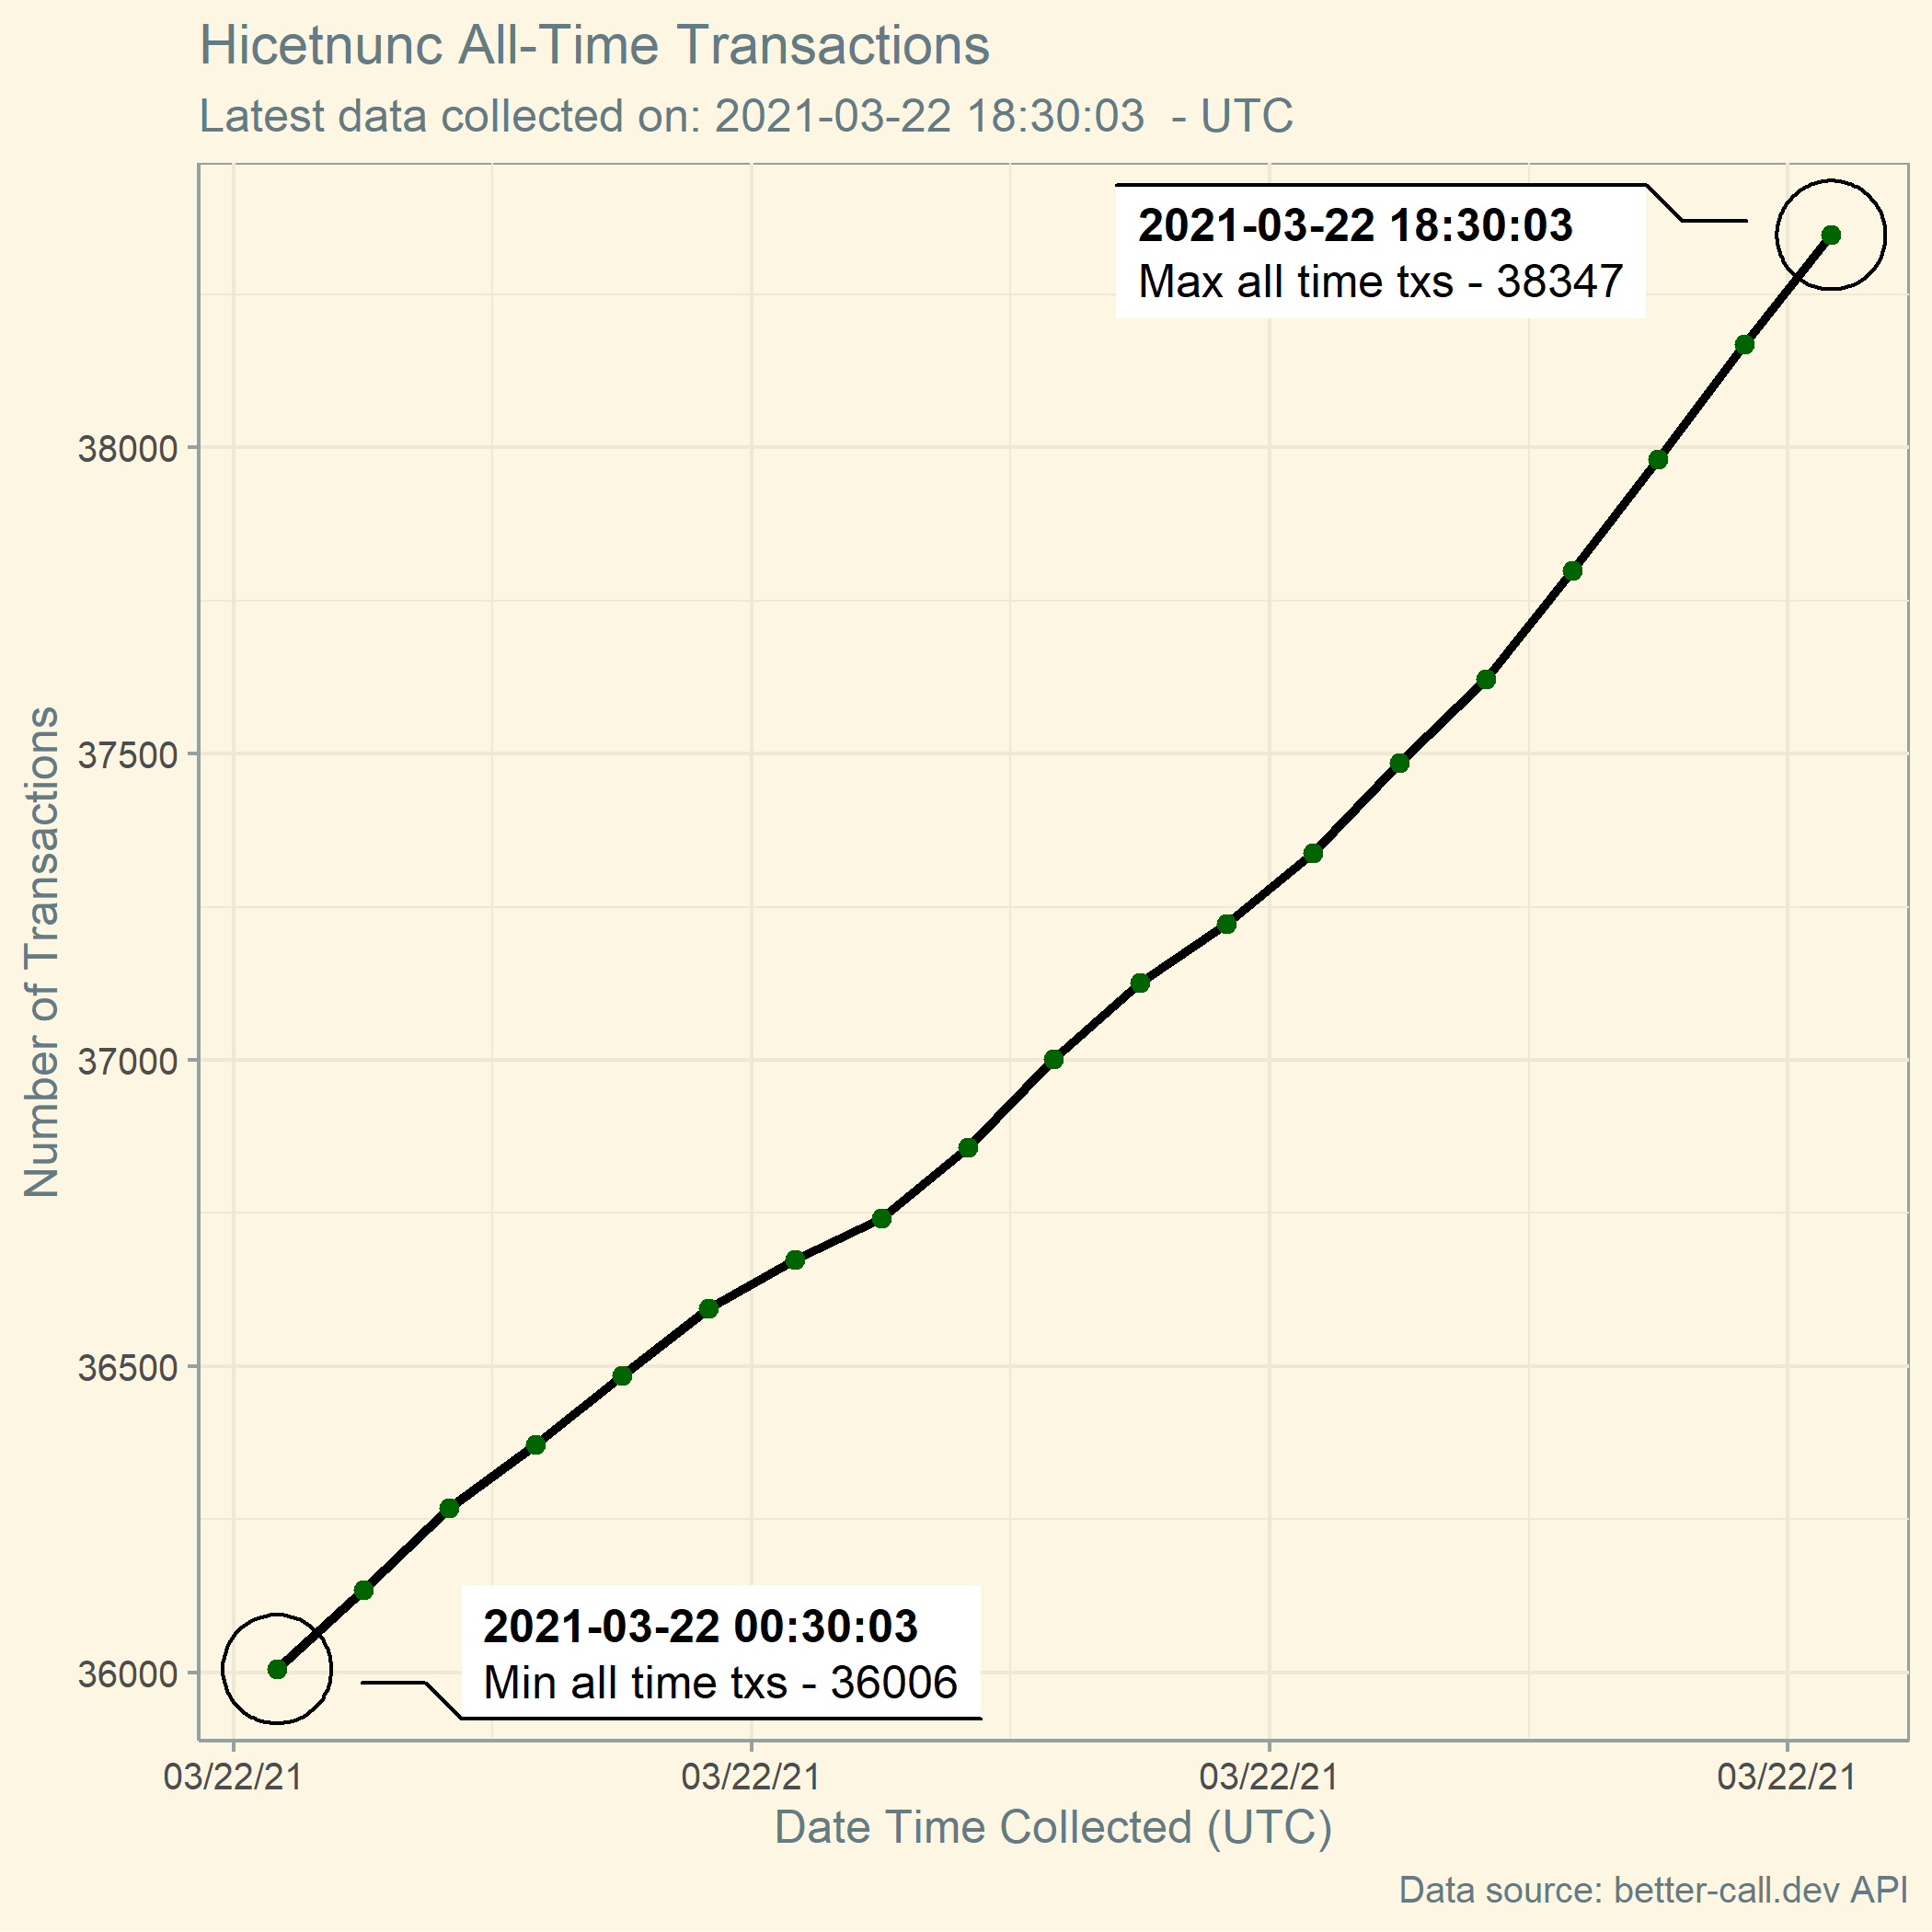 Hicetnunc All-Time Transactions
Latest data collected on: 2021-03-22 18:30:03  - UTC
2021-03-22 18:30:03
Max all time txs - 38347
38000
37500
37000
36500
36000
Number of Transactions
2021-03-22 00:30:03
Min all time txs - 36006
03/22/21 03/22/21 03/22/21 03/22/21
Date Time Collected (UTC)
Data source: better-call.dev API